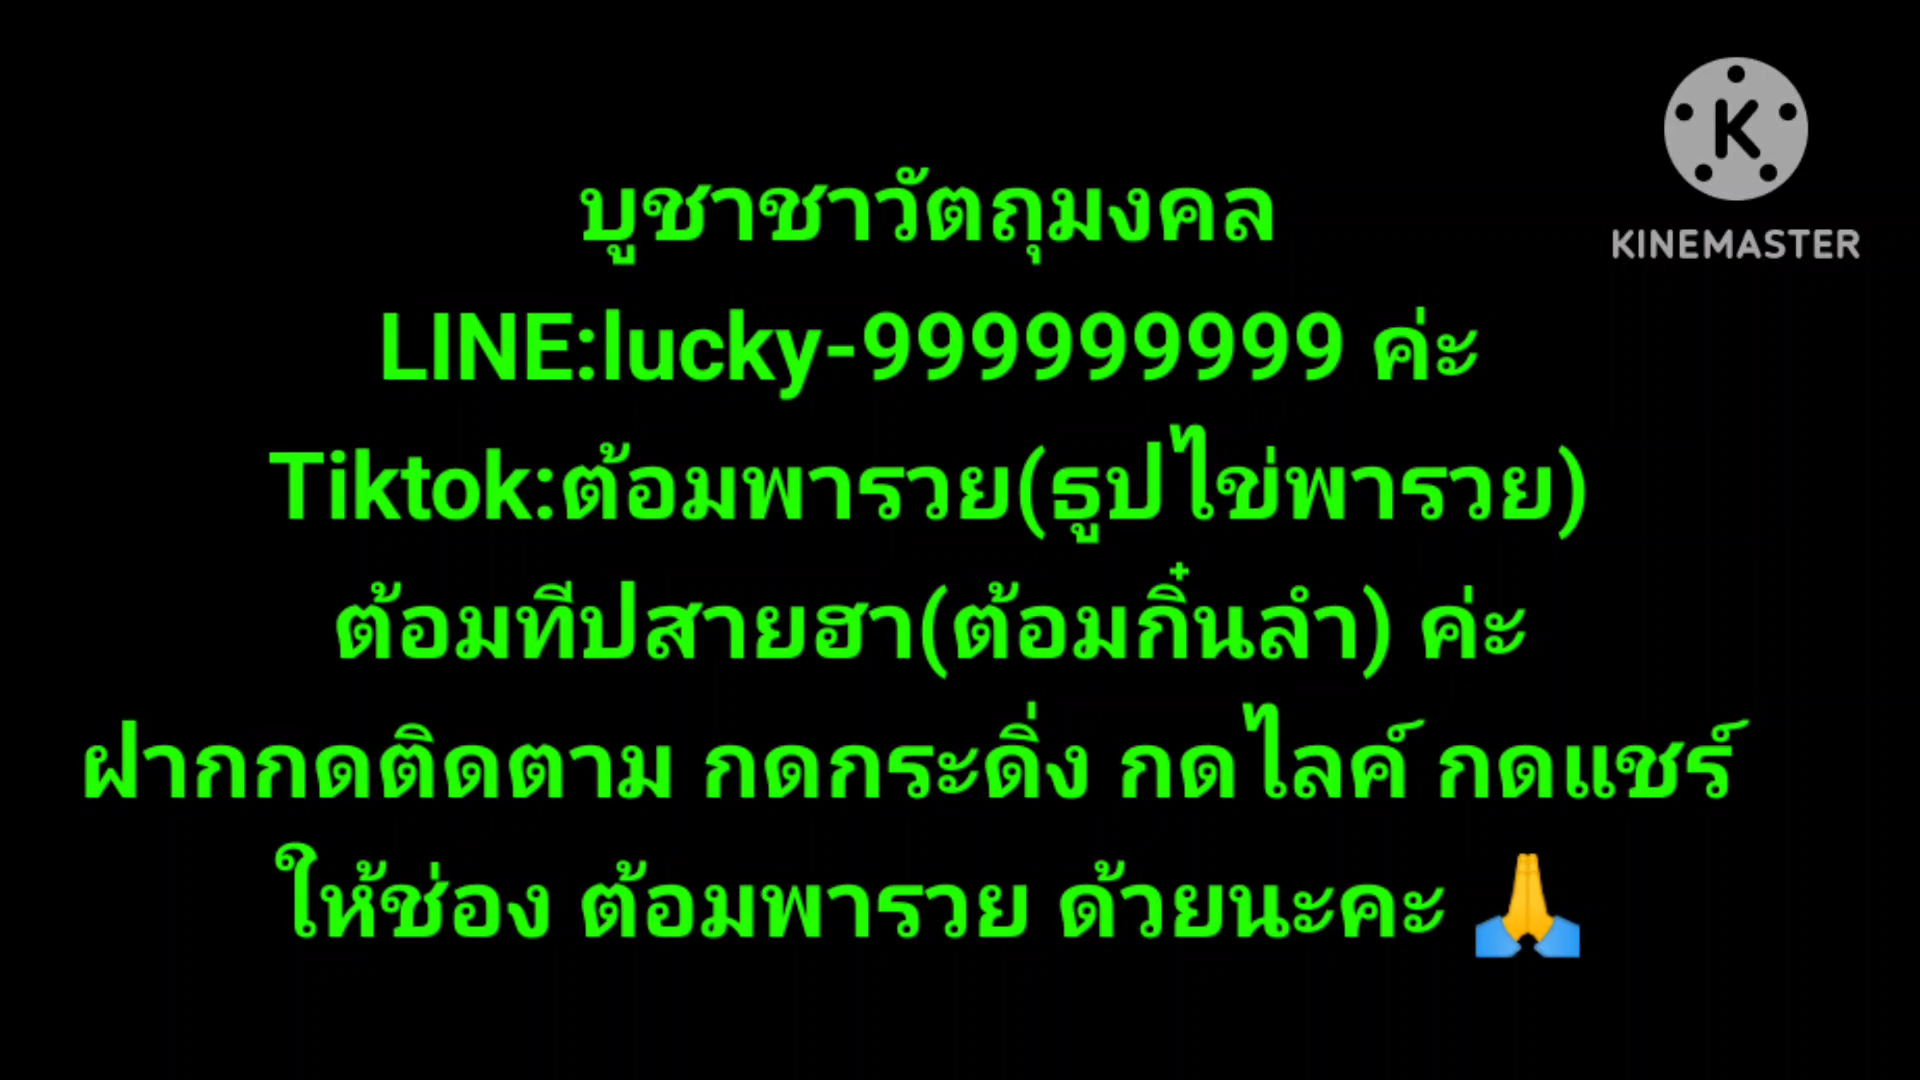 บูชาชาวัตถุมงคล
LINE:lucky-999999999 ค่ะ
Tiktok:ต้อมพารวย(ธูปไข่พารวย)
ต้อมทีปสายฮา(ต้อมกิ๋นลำ) ค่ะ
ฝากกดติดตาม กดกระดิ่ง กดไลค์ กดแชร์
ให้ช่อง ต้อมพารวย ด้วยนะคะ 🙏
K
KINEMASTER